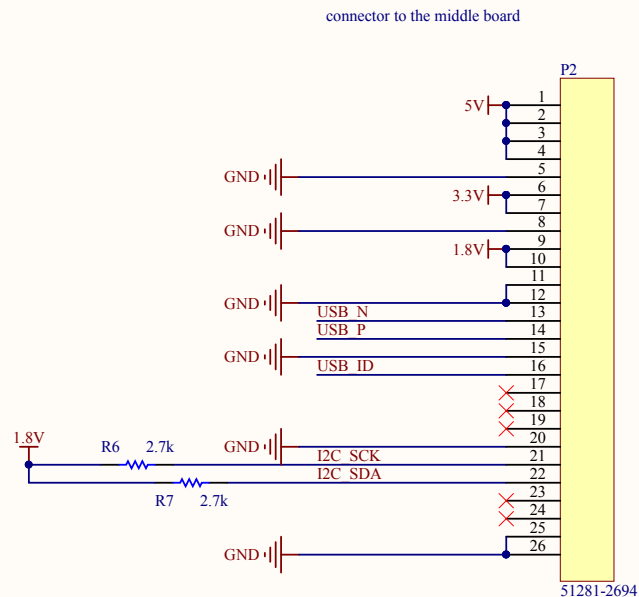 connector to the middle board
P2
5V 1
2
3
4
GND 5
3.3V 6
7
GND 8
1.8V 9
10
11
GND 12
USB_N 13
USB_P 14
GND 15
USB_ID 16
17
18
19
GND 20
1.8V
R6 2.7k I2C_SCK 21
I2C_SDA 22
R7 2.7k
23
24
25
GND 26
51281-2694